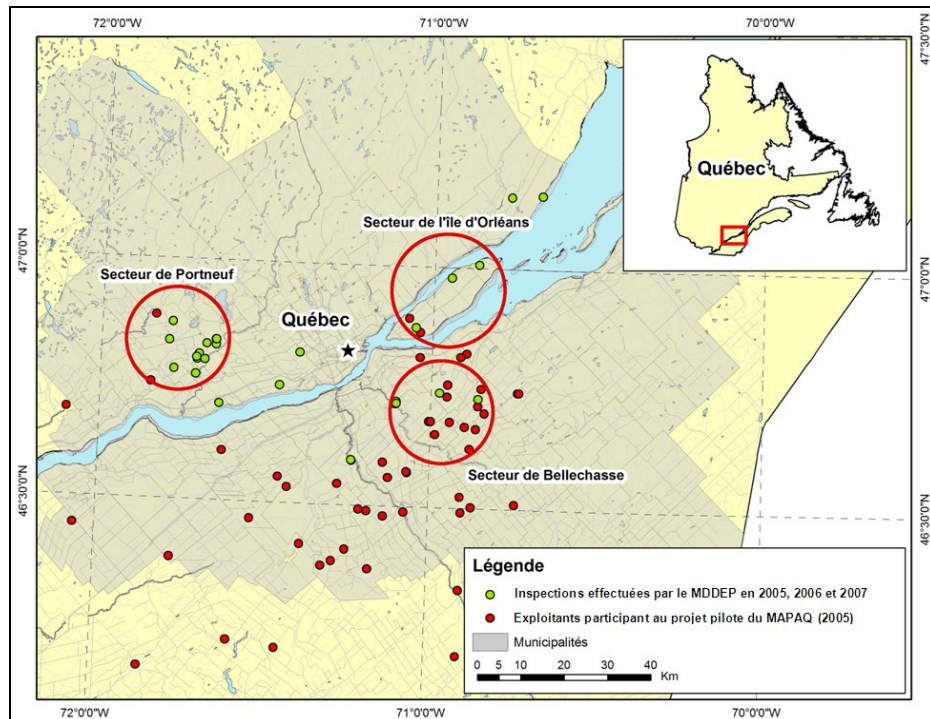 72°0'0"W
71°0'0"W
70°0'0"W
47°30'0"N
Québec
Secteur de l'île d'Orléans
47°0'0"N
47°0'0"N
Secteur de Portneuf
Québec
Secteur de Bellechasse
46°30'0"N
46°30'0"N
Légende
Inspections effectuées par le MDDEP en 2005, 2006 et 2007
Exploitants participant au projet pilote du MAPAQ (2005)
Municipalités
0 5 10 20 30 40
Km
72°0'0"W
71°0'0"W
70°0'0"W